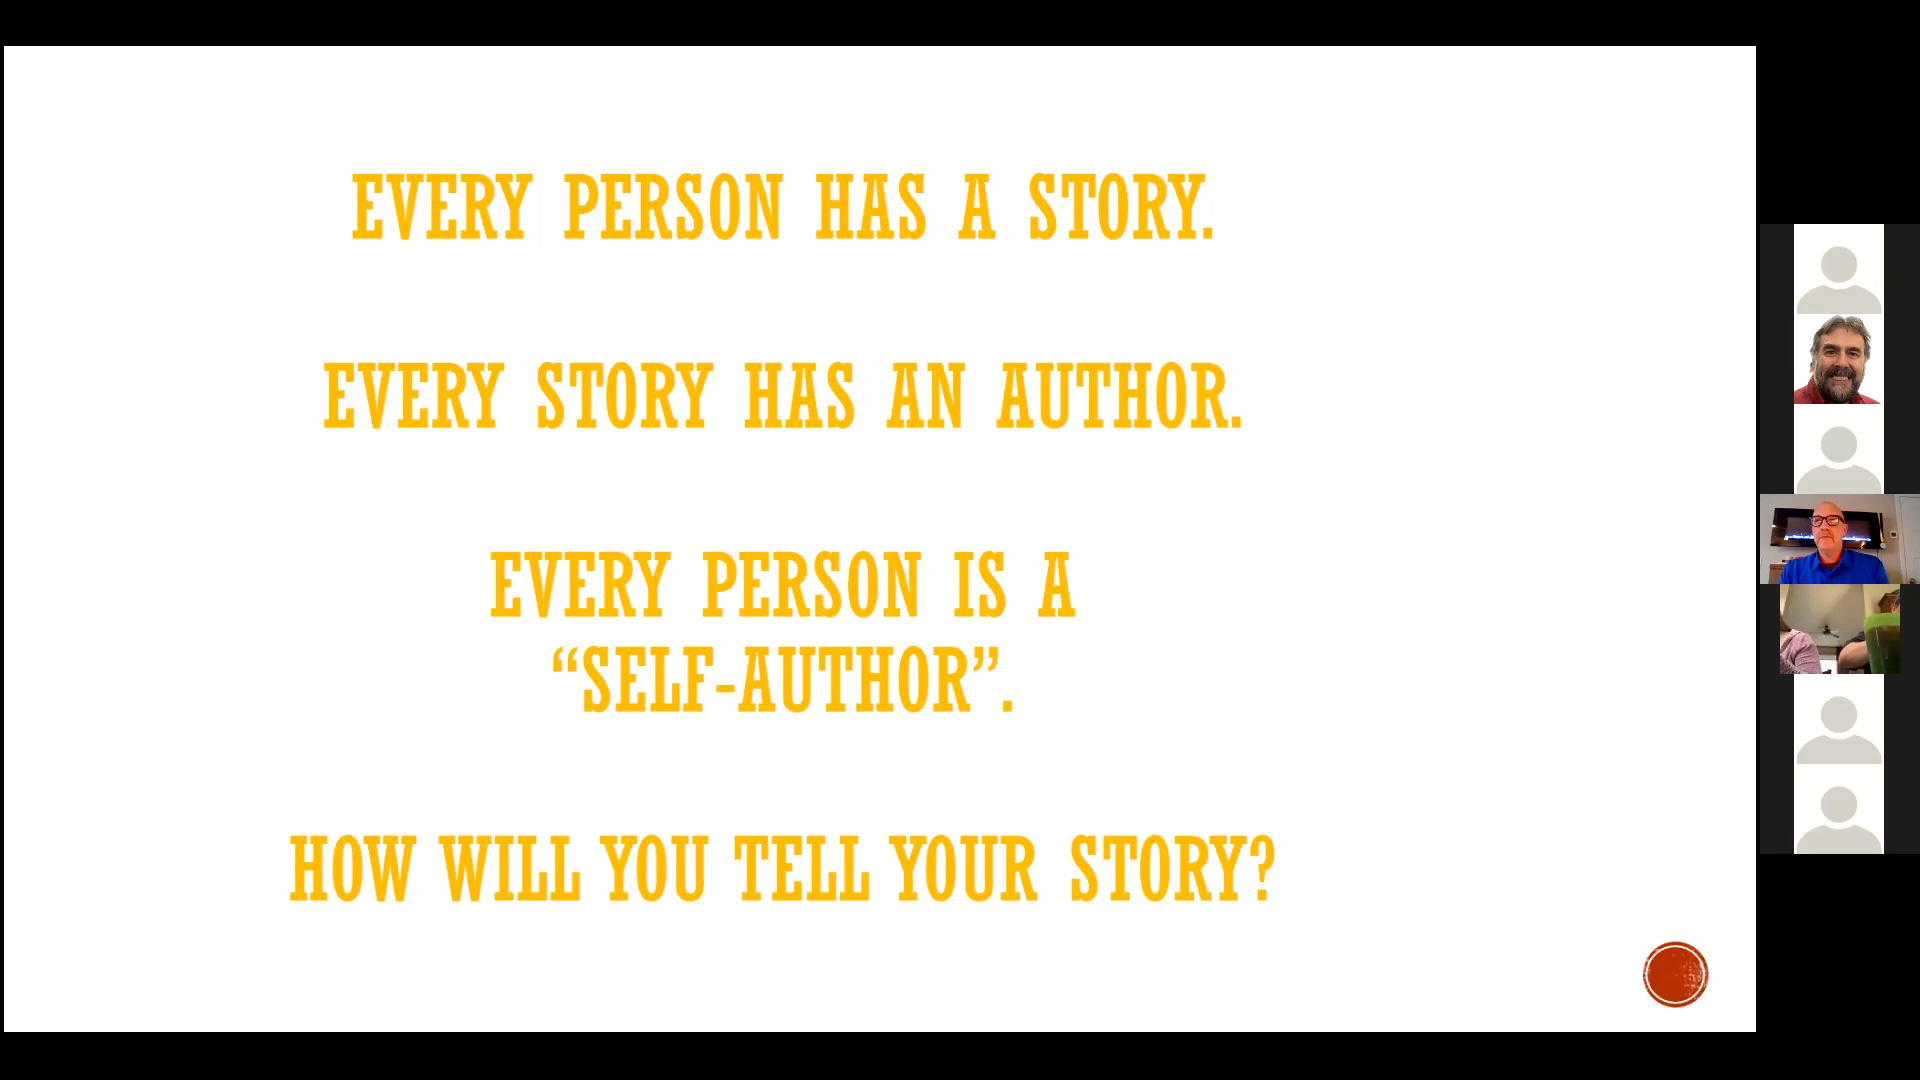 EVERY PERSON HAS A STORY.
EVERY STORY HAS AN AUTHOR.
EVERY PERSON IS A
“SELF-AUTHOR”.
HOW WILL YOU TELL YOUR STORY?